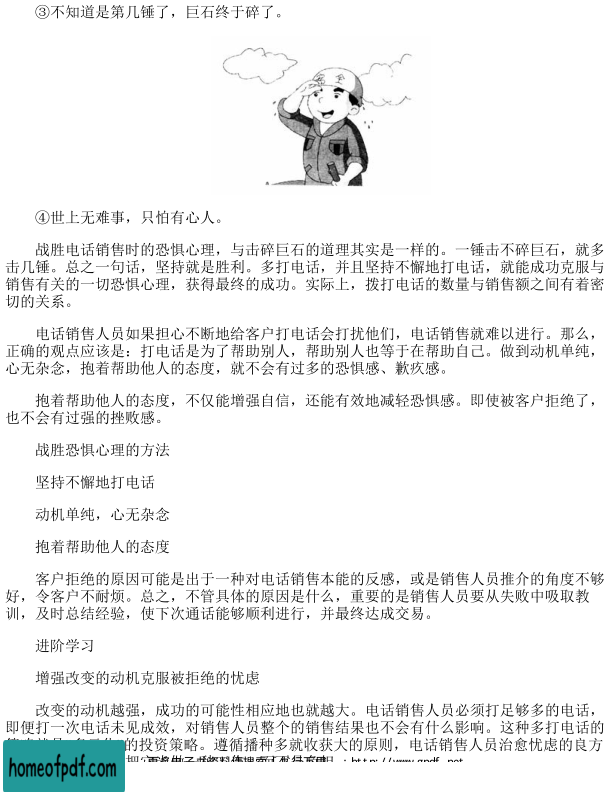 ③不知道是第几锤了，巨石终于碎了。
安全
④世上无难事，只怕有心人。
战胜电话销售时的恐惧心理，与击碎巨石的道理其实是一样的。一锤击不碎巨石，就多
击几锤。总之一句话，坚持就是胜利。多打电话，并且坚持不懈地打电话，就能成功克服与
销售有关的一切恐惧心理，获得最终的成功。实际上，拨打电话的数量与销售额之间有着密
切的关系。
电话销售人员如果担心不断地给客户打电话会打扰他们，电话销售就难以进行。那么，
正确的观点应该是：打电话是为了帮助别人，帮助别人也等于在帮助自己。做到动机单纯，
心无杂念，抱着帮助他人的态度，就不会有过多的恐惧感、歉疚感。
抱着帮助他人的态度，不仅能增强自信，还能有效地减轻恐惧感。即使被客户拒绝了，
也不会有过强的挫败感。
战胜恐惧心理的方法
坚持不懈地打电话
动机单纯，心无杂念
抱着帮助他人的态度
客户拒绝的原因可能是出于一种对电话销售本能的反感，或是销售人员推介的角度不够
好，令客户不耐烦。总之，不管具体的原因是什么，重要的是销售人员要从失败中吸取教
训，及时总结经验，使下次通话能够顺利进行，并最终达成交易。
进阶学习
增强改变的动机克服被拒绝的忧虑
改变的动机越强，成功的可能性相应地也就越大。电话销售人员必须打足够多的电话，
即便打一次电话未见成效，对销售人员整个的销售结果也不会有什么影响。这种多打电话的
的投资策略。遵循播种多就收获大的原则，电话销售人员治愈忧虑的良方
homeofpdf.com